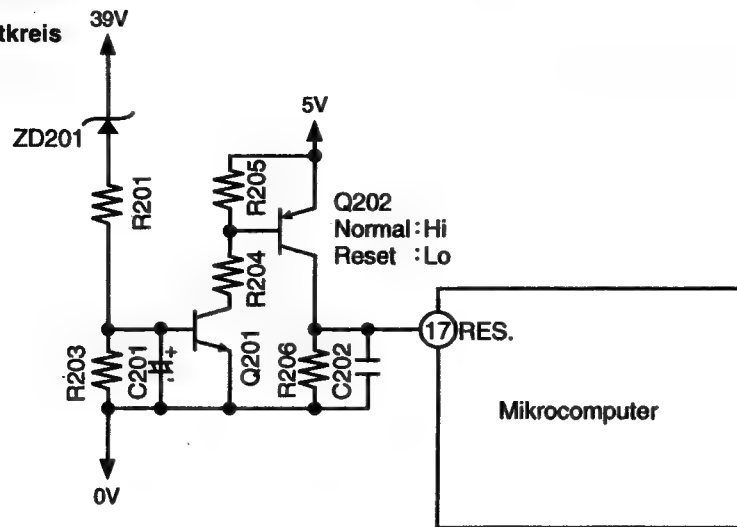 tkreis
39V
ZD201
R201
R203
C201
+
-
5V
R205
R204
Q201
Q202
Normal:Hi
Reset :Lo
R206
C202
17 RES.
Mikrocomputer
0V